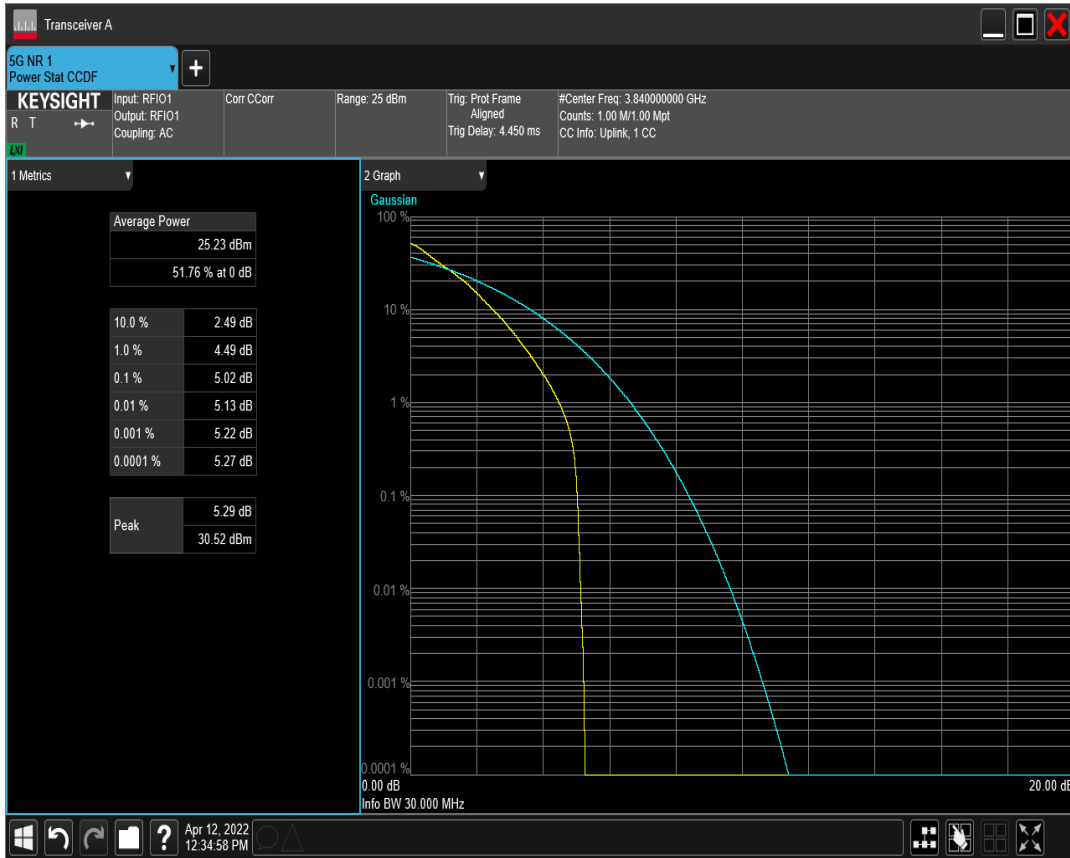 Transceiver A
5G NR 1
Power Stat CCDF
+
KEYSIGHT
R T
LXI
Input: RFIO1
Output: RFIO1
Coupling: AC
Corr CCorr
Range: 25 dBm
Trig: Prot Frame
Aligned
Trig Delay: 4.450 ms
#Center Freq: 3.840000000 GHz
Counts: 1.00 M/1.00 Mpt
CC Info: Uplink, 1 CC
1 Metrics
Average Power
25.23 dBm
51.76 % at 0 dB
10.0 % 2.49 dB
1.0 % 4.49 dB
0.1 % 5.02 dB
0.01 % 5.13 dB
0.001 % 5.22 dB
0.0001 % 5.27 dB
Peak
5.29 dB
30.52 dBm
2 Graph
Gaussian
100 %
10 %
1 %
0.1 %
0.01 %
0.001 %
0.0001 %
0.00 dB 20.00 dB
Info BW 30.000 MHz
?
Apr 12, 2022
12:34:58 PM